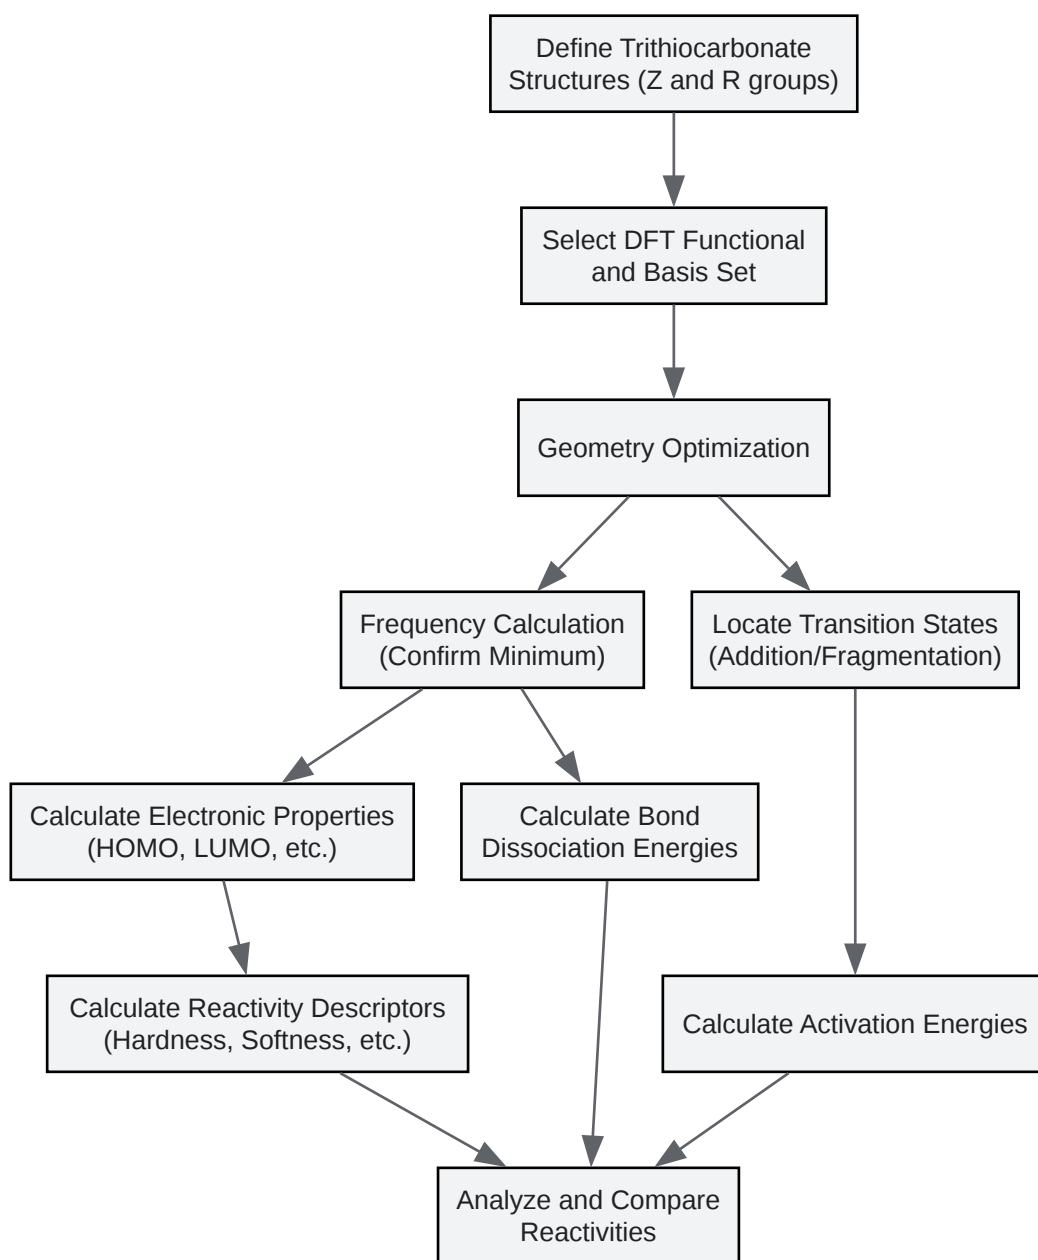 Define Trithiocarbonate
Structures (Z and R groups)
Select DFT Functional
and Basis Set
Geometry Optimization
Frequency Calculation
(Confirm Minimum)
Locate Transition States
(Addition/Fragmentation)
Calculate Electronic Properties
(HOMO, LUMO, etc.)
Calculate Bond
Dissociation Energies
Calculate Reactivity Descriptors
(Hardness, Softness, etc.)
Calculate Activation Energies
Analyze and Compare
Reactivities